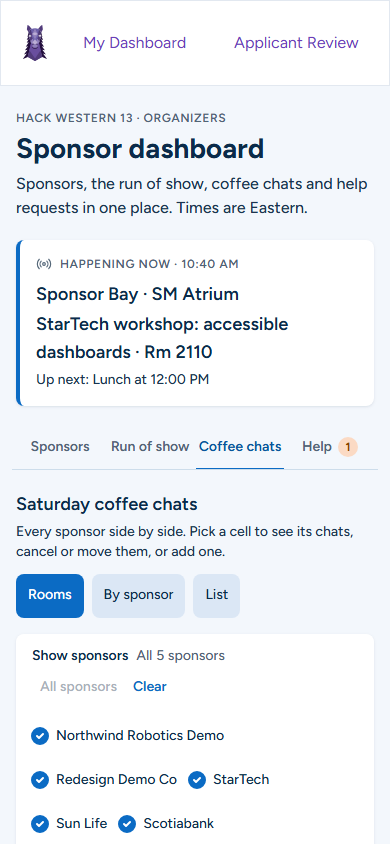 My Dashboard
Applicant Review
HACK WESTERN 13 · ORGANIZERS
Sponsor dashboard
Sponsors, the run of show, coffee chats and help
requests in one place. Times are Eastern.
HAPPENING NOW · 10:40 AM
Sponsor Bay · SM Atrium
StarTech workshop: accessible
dashboards · Rm 2110
Up next: Lunch at 12:00 PM
Sponsors Run of show Coffee chats Help 1
Saturday coffee chats
Every sponsor side by side. Pick a cell to see its chats,
cancel or move them, or add one.
Rooms By sponsor List
Show sponsors All 5 sponsors
All sponsors Clear
Northwind Robotics Demo
Redesign Demo Co StarTech
Sun Life Scotiabank